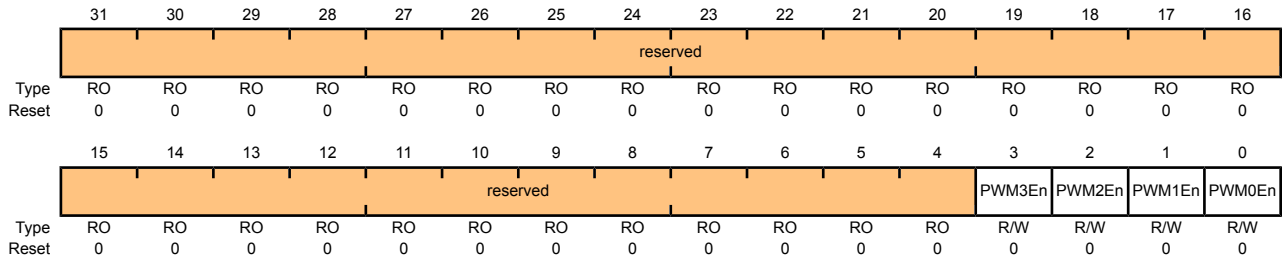 31 30 29 28 27 26 25 24 23 22 21 20 19 18 17 16
reserved
Type RO RO RO RO RO RO RO RO RO RO RO RO RO RO RO RO
Reset 0 0 0 0 0 0 0 0 0 0 0 0 0 0 0 0
15 14 13 12 11 10 9 8 7 6 5 4 3 2 1 0
reserved PWM3En PWM2En PWM1En PWM0En
Type RO RO RO RO RO RO RO RO RO RO RO RO R/W R/W R/W R/W
Reset 0 0 0 0 0 0 0 0 0 0 0 0 0 0 0 0